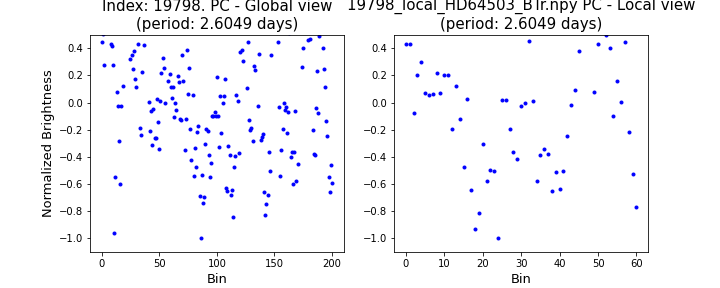 Index: 19798. PC - Global view
(period: 2.6049 days)
19798_local_HD64503_BTr.npy PC - Local view
(period: 2.6049 days)
Normalized Brightness
0.4
0.2
0.0
−0.2
−0.4
−0.6
−0.8
−1.0
0 50 100 150 200
Bin
0.4
0.2
0.0
−0.2
−0.4
−0.6
−0.8
−1.0
0 10 20 30 40 50 60
Bin